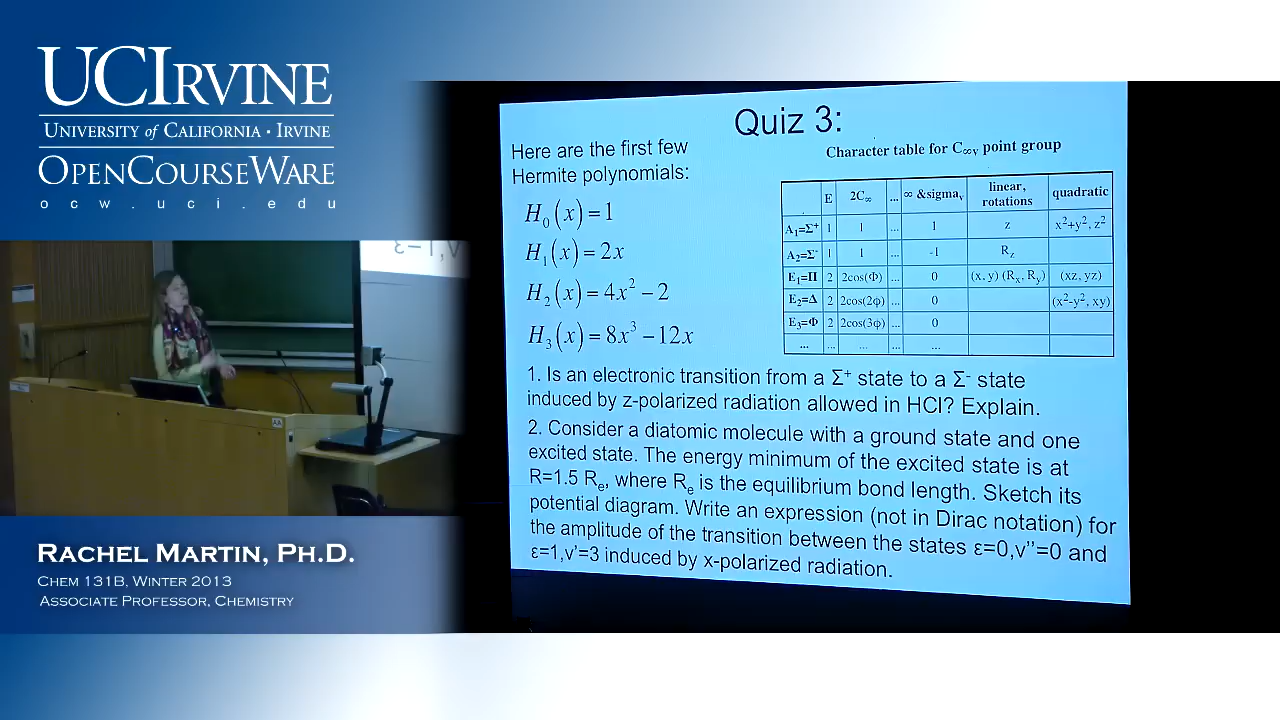 UCIRVINE
UNIVERSITY of CALIFORNIA · IRVINE
OPENCOURSEWARE
ocw.uci.edu
RACHEL MARTIN, PH.D.
CHEM 131B, WINTER 2013
ASSOCIATE PROFESSOR, CHEMISTRY
Quiz 3:
Here are the first few
Hermite polynomials:
H₀(x)=1
H₁(x)=2x
H₂(x)=4x² −2
H₃(x)=8x³ −12x
Character table for C∞v point group
E 2C∞ ... ∞ &sigmaᵥ linear, rotations quadratic
A₁=Σ⁺ 1 1 ... 1 z x²+y², z²
A₂=Σ⁻ 1 1 ... -1 R_z
E₁=Π 2 2cos(Φ) ... 0 (x, y) (Rₓ, R_y) (xz, yz)
E₂=Δ 2 2cos(2φ) ... 0 (x²-y², xy)
E₃=Φ 2 2cos(3φ) ... 0
... ... ... ... ...
1. Is an electronic transition from a Σ⁺ state to a Σ⁻ state
induced by z-polarized radiation allowed in HCl? Explain.
2. Consider a diatomic molecule with a ground state and one
excited state. The energy minimum of the excited state is at
R=1.5 Rₑ, where Rₑ is the equilibrium bond length. Sketch its
potential diagram. Write an expression (not in Dirac notation) for
the amplitude of the transition between the states ε=0,v''=0 and
ε=1,v'=3 induced by x-polarized radiation.